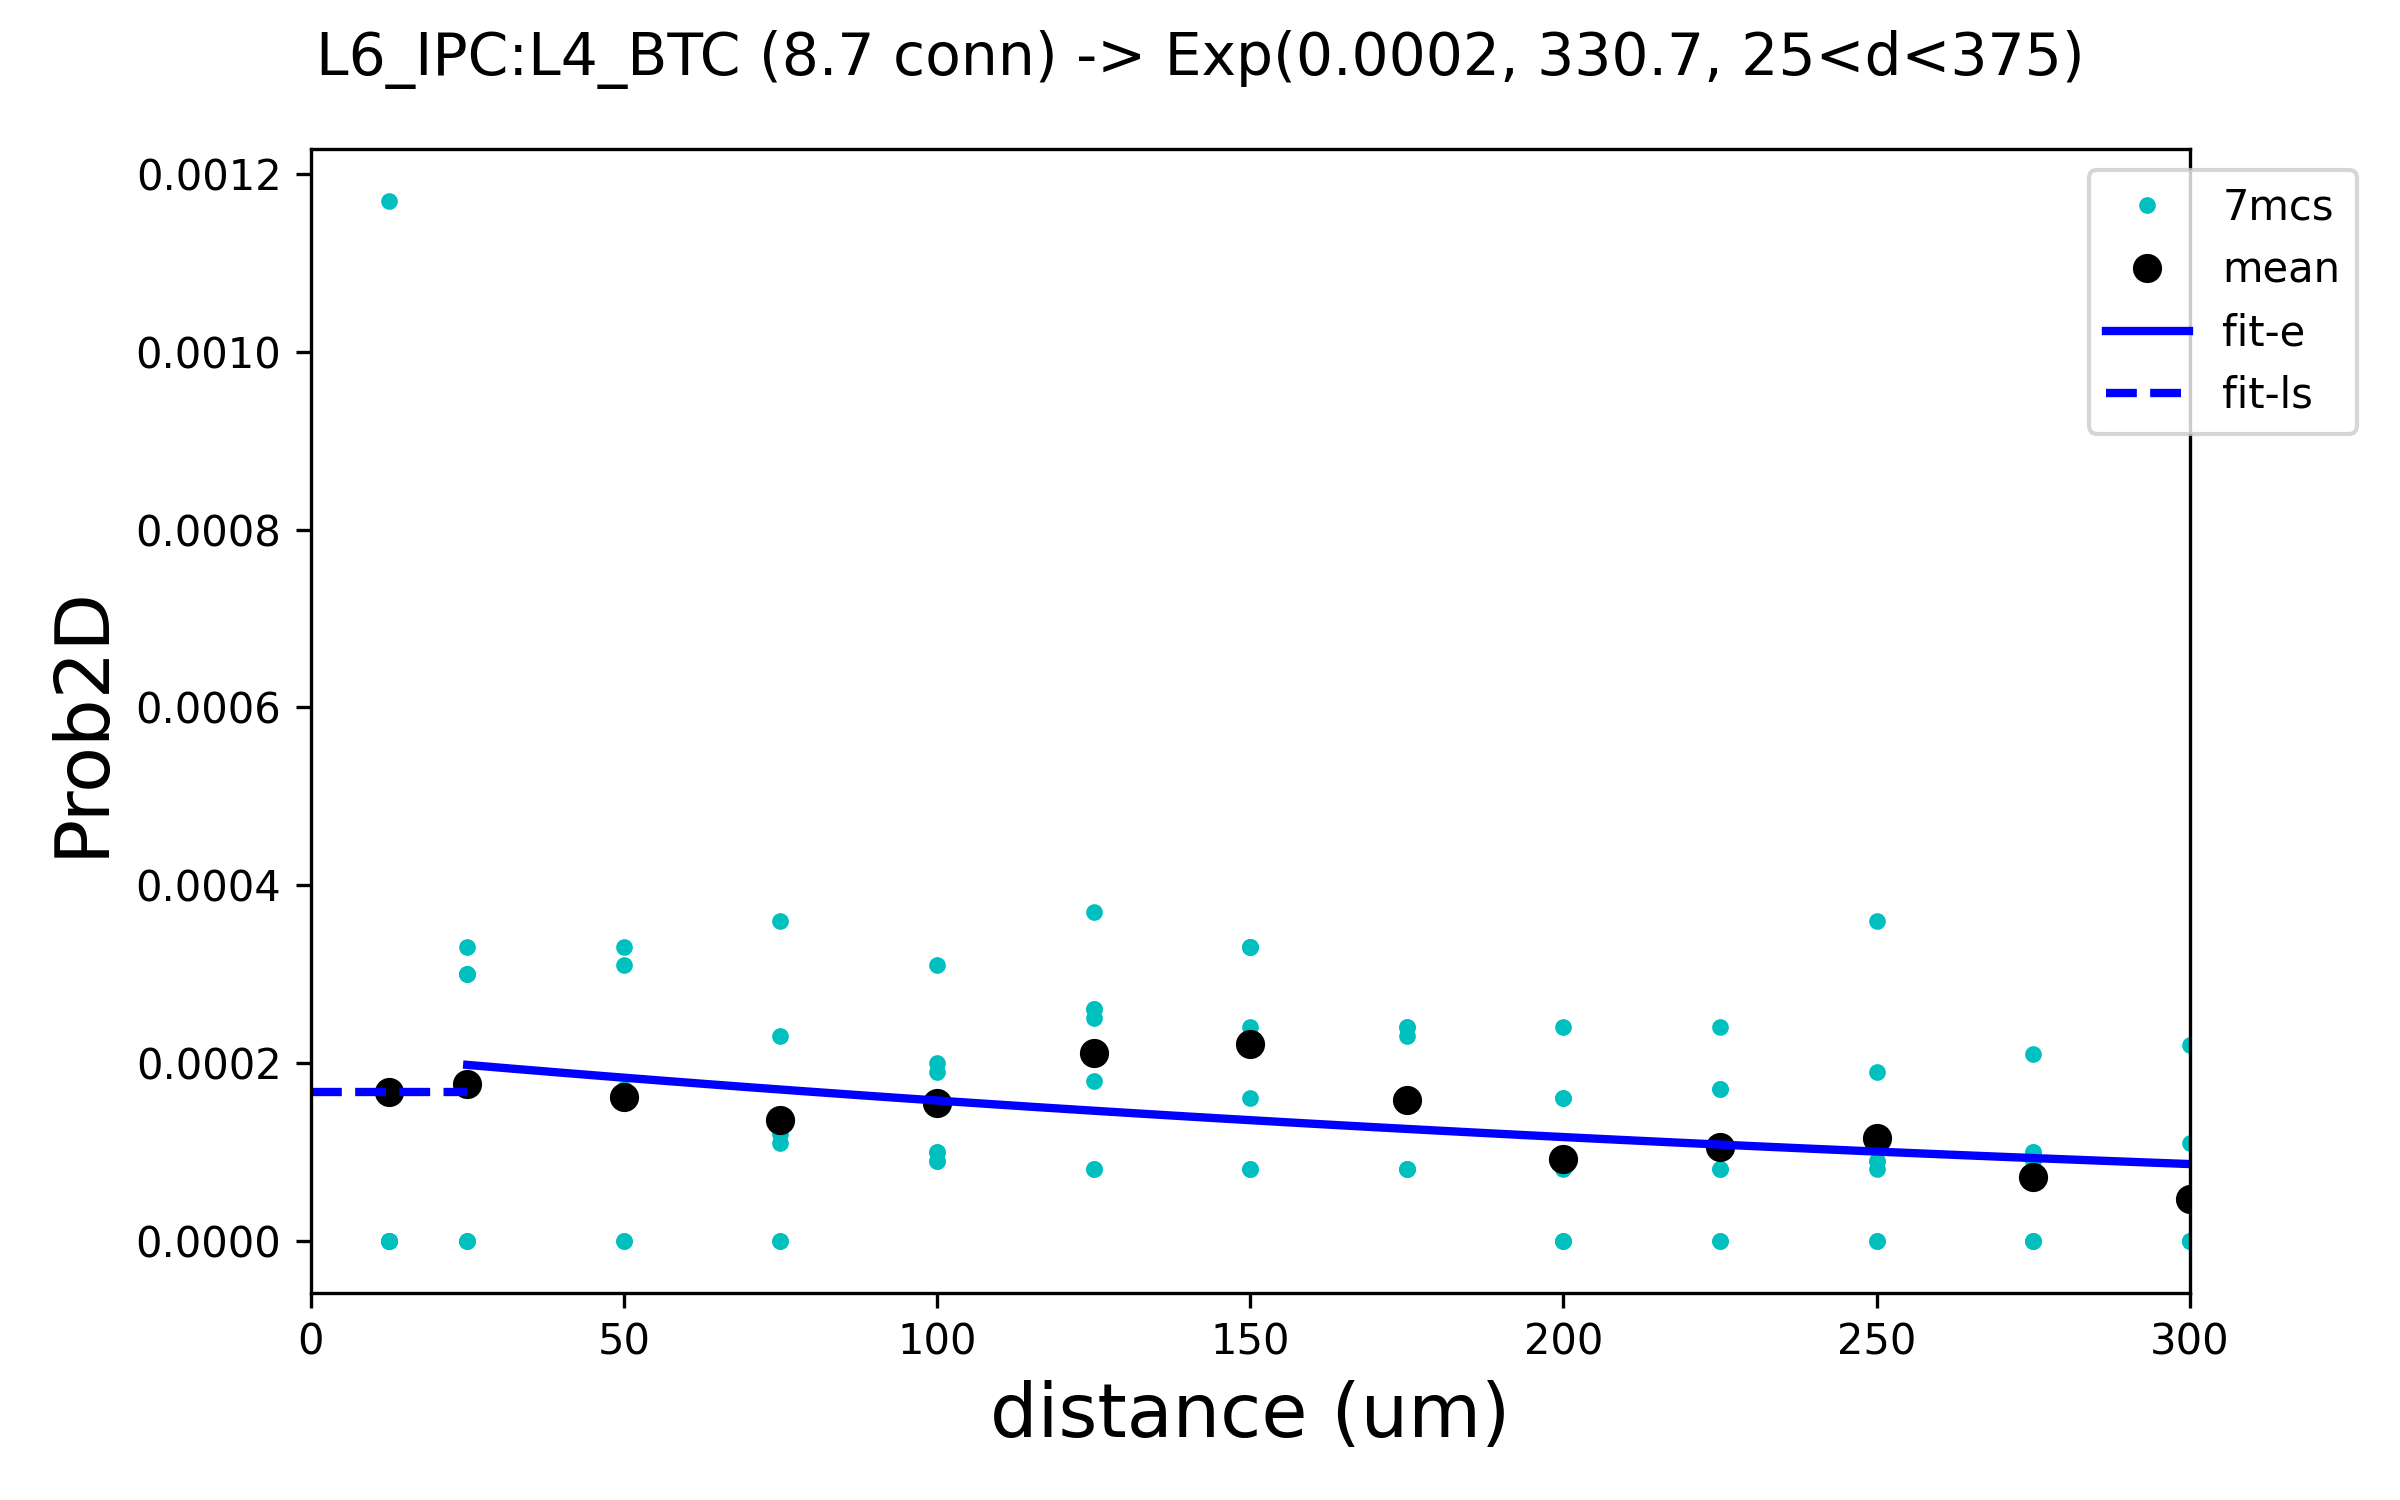 L6_IPC:L4_BTC (8.7 conn) -> Exp(0.0002, 330.7, 25<d<375)
0.0012
0.0010
0.0008
0.0006
0.0004
0.0002
0.0000
Prob2D
7mcs
mean
fit-e
fit-ls
0 50 100 150 200 250 300
distance (um)